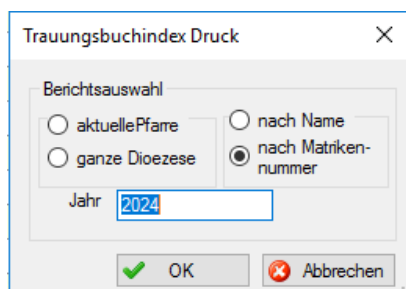 Trauungsbuchindex Druck
Berichtsauswahl
aktuellePfarre
ganze Dioezese
nach Name
nach Matriken-
nummer
Jahr 2024
OK Abbrechen